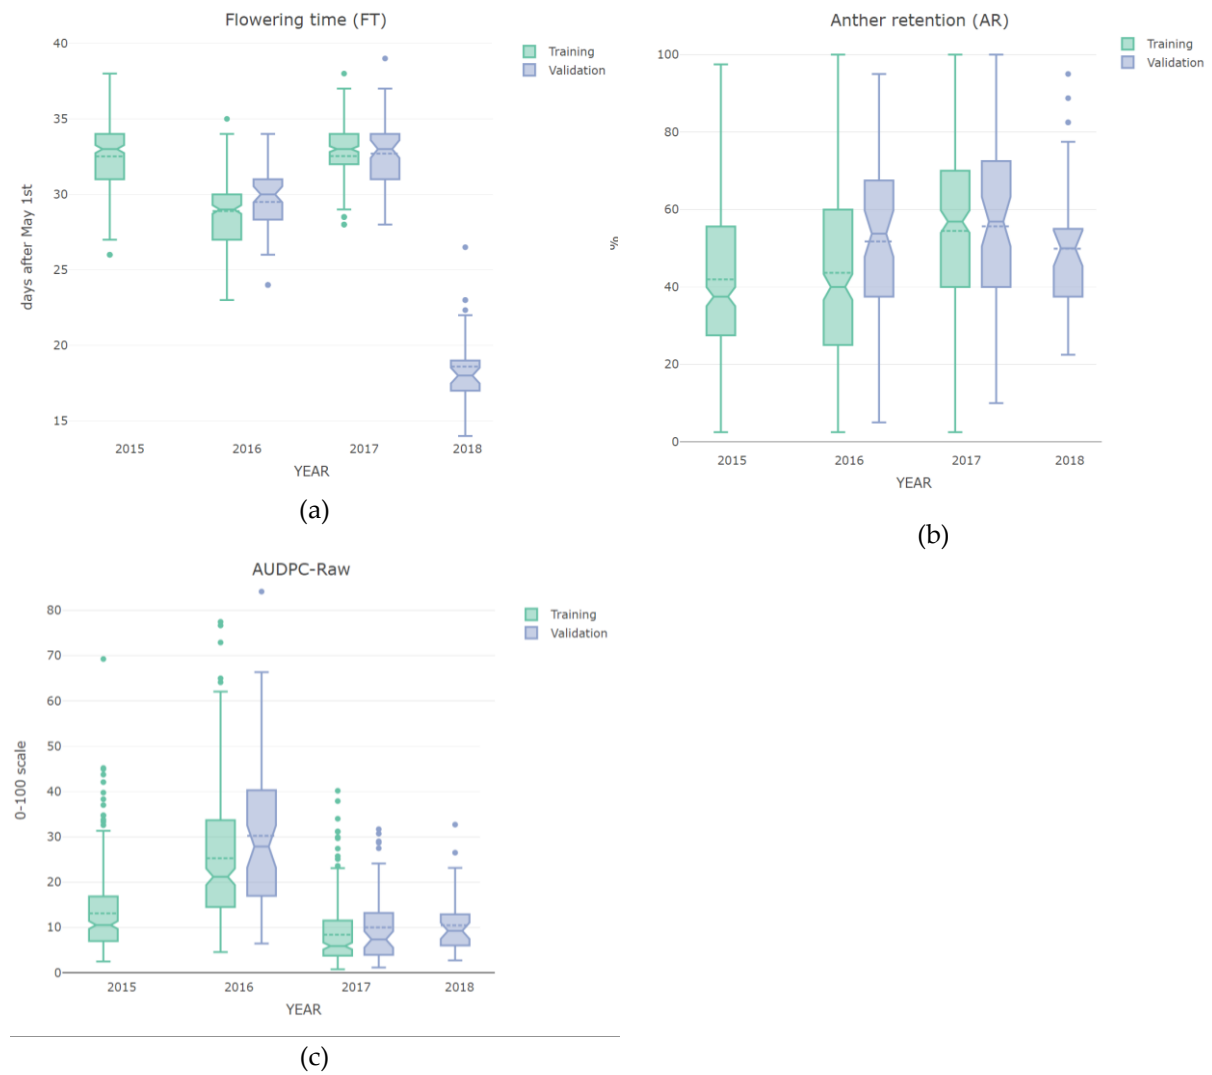 Flowering time (FT)
40
35
30
25
20
15
days after May 1st
2015 2016 2017 2018
YEAR
Training
Validation
(a)
Anther retention (AR)
100
80
60
40
20
0
%
2015 2016 2017 2018
YEAR
Training
Validation
(b)
AUDPC-Raw
80
70
60
50
40
30
20
10
0
0-100 scale
2015 2016 2017 2018
YEAR
Training
Validation
(c)